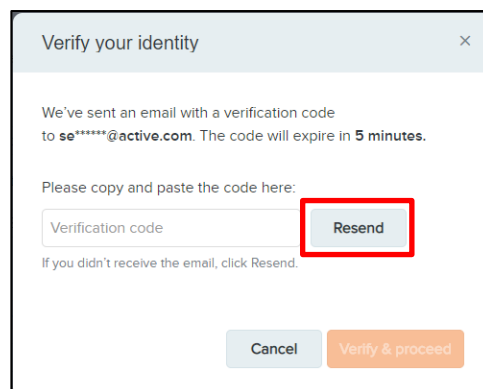 Verify your identity ×
We've sent an email with a verification code
to se******@active.com. The code will expire in 5 minutes.
Please copy and paste the code here:
Verification code Resend
If you didn't receive the email, click Resend.
Cancel Verify & proceed